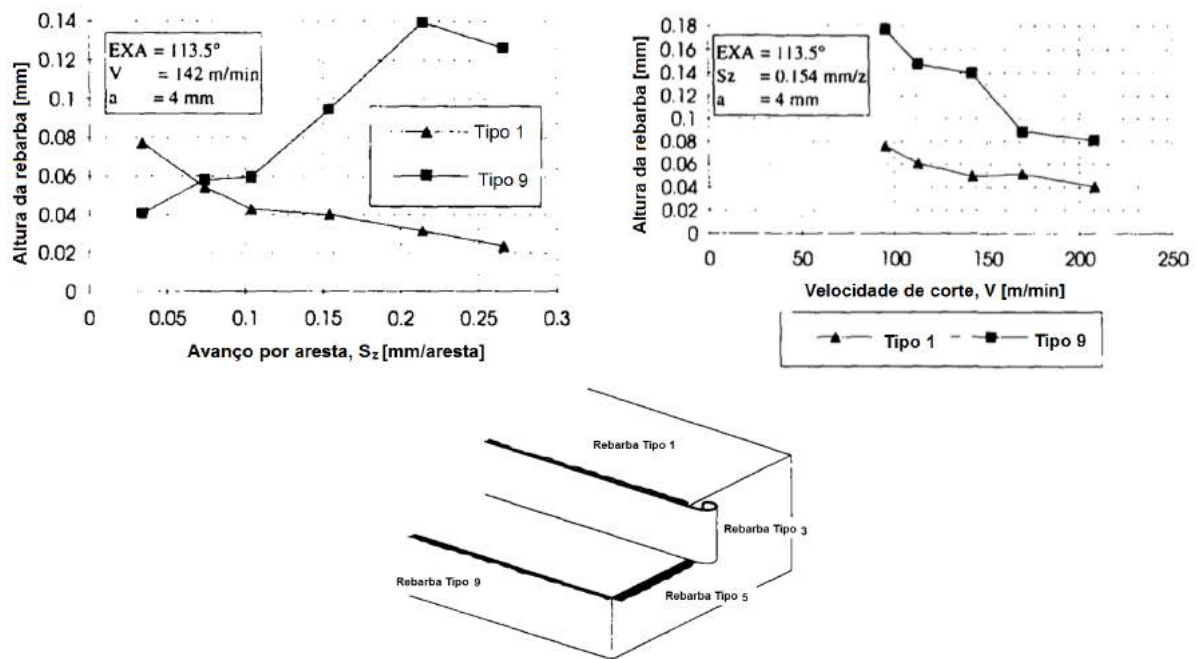 0.14
0.12
0.1
0.08
0.06
0.04
0.02
0
Altura da rebarba [mm]
EXA = 113.5º
V = 142 m/min
a = 4 mm
Tipo 1
Tipo 9
0 0.05 0.1 0.15 0.2 0.25 0.3
Avanço por aresta, Sz [mm/aresta]
0.18
0.16
0.14
0.12
0.1
0.08
0.06
0.04
0.02
0
Altura da rebarba [mm]
EXA = 113.5º
Sz = 0.154 mm/z
a = 4 mm
0 50 100 150 200 250
Velocidade de corte, V [m/min]
Tipo 1 Tipo 9
Rebarba Tipo 1
Rebarba Tipo 3
Rebarba Tipo 9
Rebarba Tipo 5